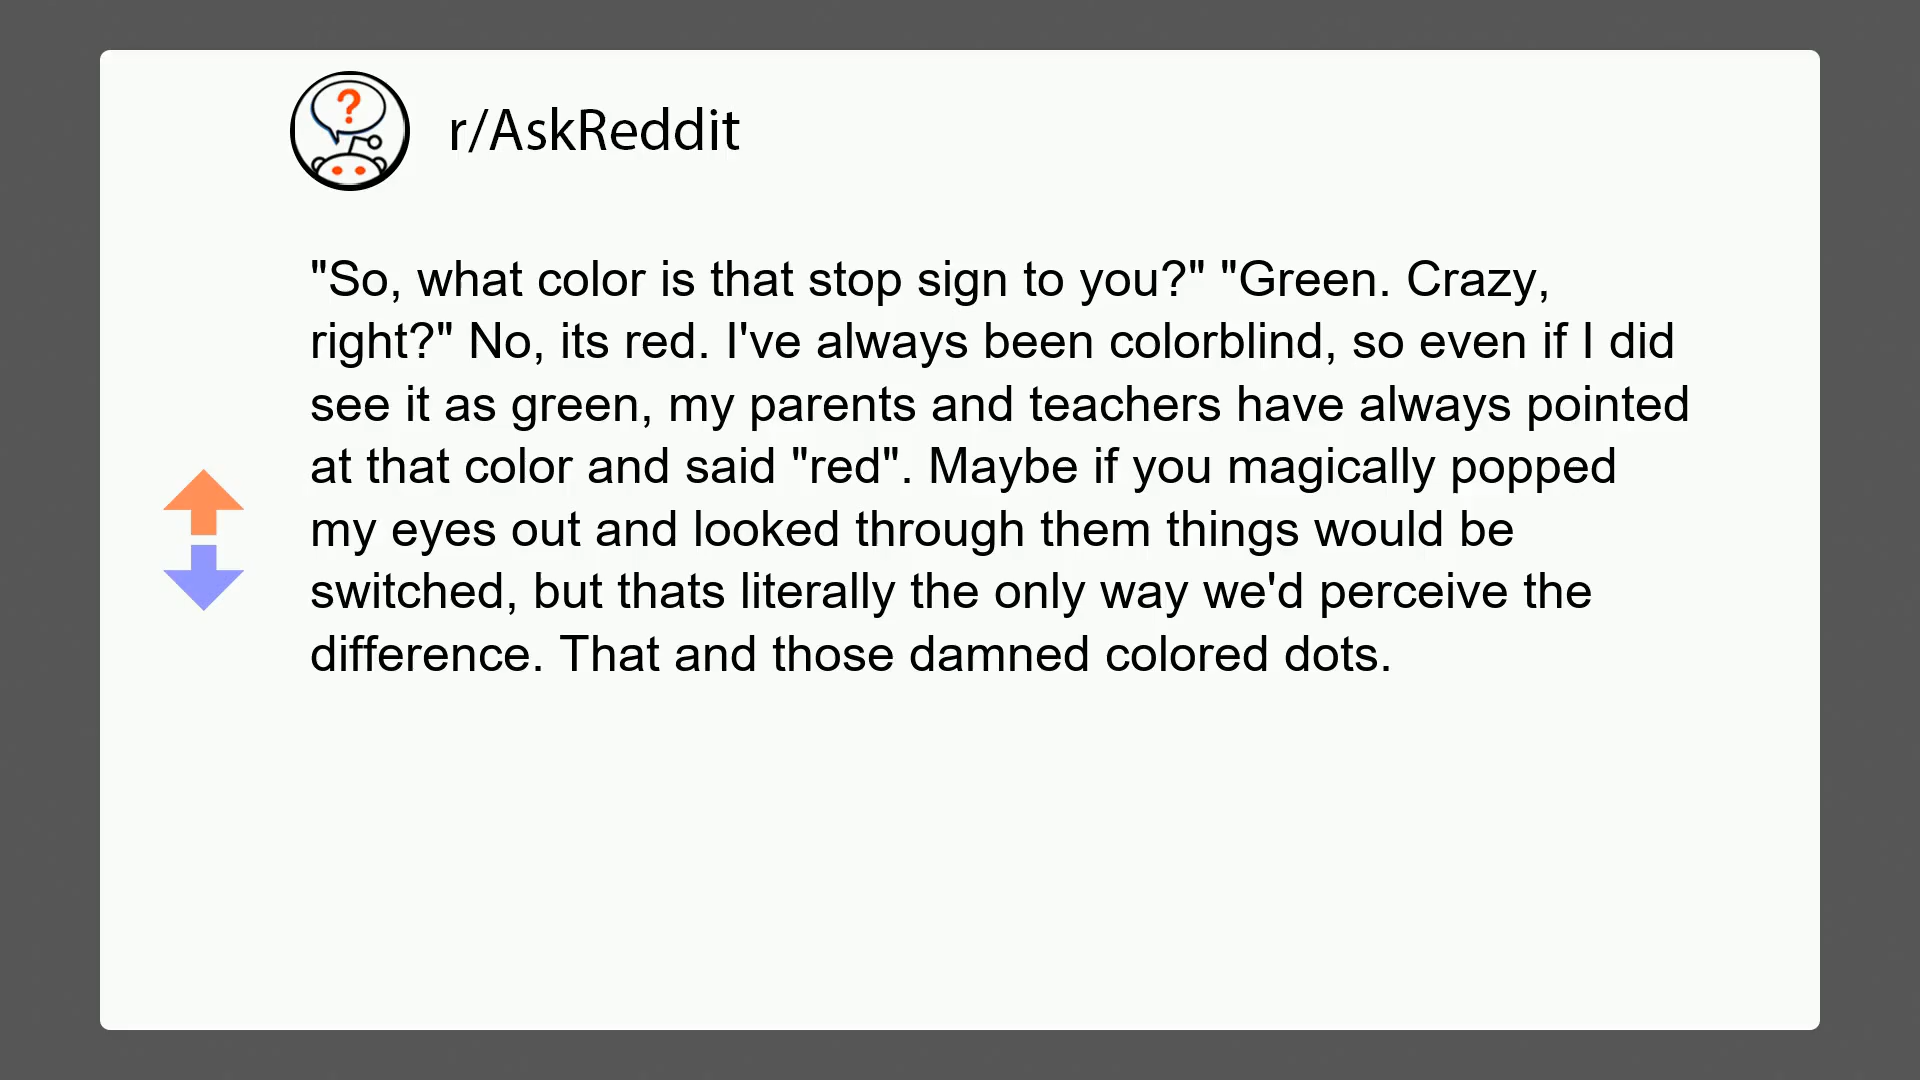 ?
r/AskReddit
"So, what color is that stop sign to you?" "Green. Crazy,
right?" No, its red. I've always been colorblind, so even if I did
see it as green, my parents and teachers have always pointed
at that color and said "red". Maybe if you magically popped
my eyes out and looked through them things would be
switched, but thats literally the only way we'd perceive the
difference. That and those damned colored dots.